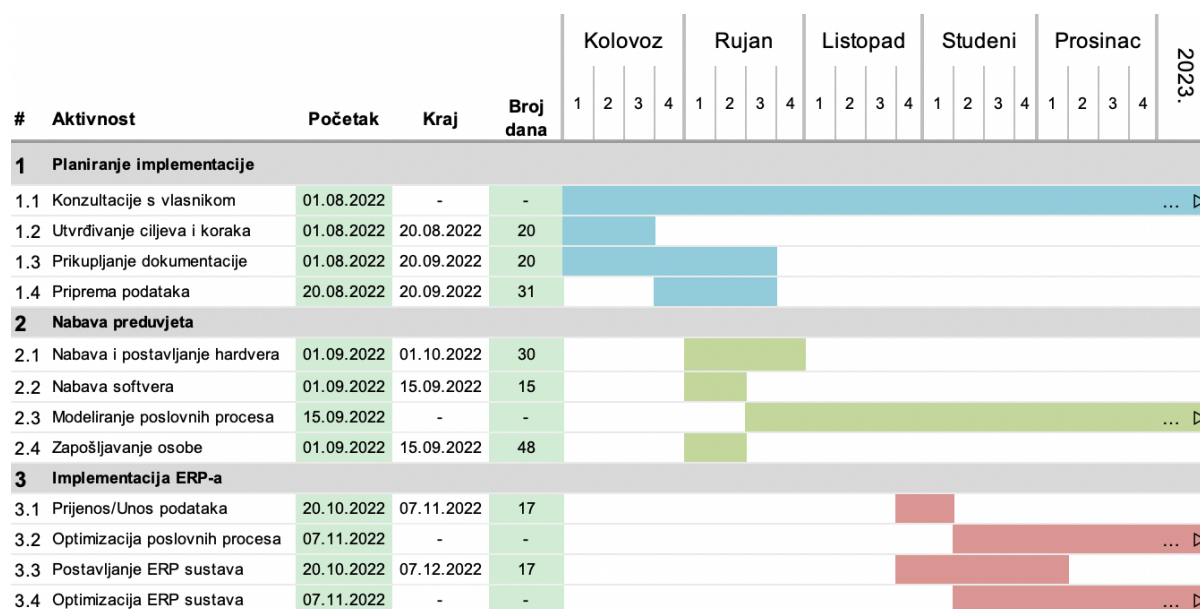 Kolovoz Rujan Listopad Studeni Prosinac 2023.
# Aktivnost Početak Kraj Broj dana 1 2 3 4 1 2 3 4 1 2 3 4 1 2 3 4 1 2 3 4
1 Planiranje implementacije
1.1 Konzultacije s vlasnikom 01.08.2022 - - ...
1.2 Utvrđivanje ciljeva i koraka 01.08.2022 20.08.2022 20
1.3 Prikupljanje dokumentacije 01.08.2022 20.09.2022 20
1.4 Priprema podataka 20.08.2022 20.09.2022 31
2 Nabava preduvjeta
2.1 Nabava i postavljanje hardvera 01.09.2022 01.10.2022 30
2.2 Nabava softvera 01.09.2022 15.09.2022 15
2.3 Modeliranje poslovnih procesa 15.09.2022 - - ...
2.4 Zapošljavanje osobe 01.09.2022 15.09.2022 48
3 Implementacija ERP-a
3.1 Prijenos/Unos podataka 20.10.2022 07.11.2022 17
3.2 Optimizacija poslovnih procesa 07.11.2022 - - ...
3.3 Postavljanje ERP sustava 20.10.2022 07.12.2022 17
3.4 Optimizacija ERP sustava 07.11.2022 - - ...